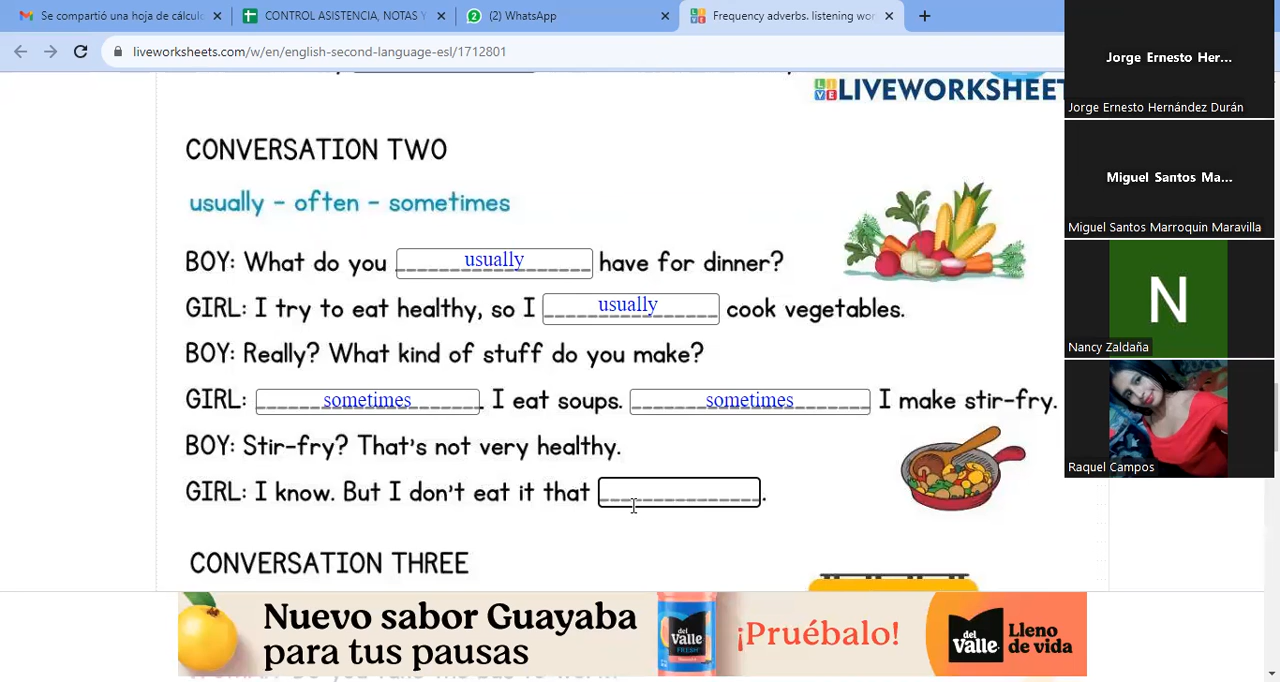 Se compartió una hoja de cálcu
CONTROL ASISTENCIA, NOTAS Y
(2) WhatsApp
Frequency adverbs. listening wor
liveworksheets.com/w/en/english-second-language-esl/1712801
LIVEWORKSHEET
CONVERSATION TWO
usually - often - sometimes
BOY: What do you usually have for dinner?
GIRL: I try to eat healthy, so I usually cook vegetables.
BOY: Really? What kind of stuff do you make?
GIRL: sometimes. I eat soups. sometimes I make stir-fry.
BOY: Stir-fry? That's not very healthy.
GIRL: I know. But I don't eat it that ____________.
CONVERSATION THREE
Nuevo sabor Guayaba
para tus pausas
del Valle
FRESH
¡Pruébalo!
del Valle
Lleno
de vida
Jorge Ernesto Her...
Jorge Ernesto Hernández Durán
Miguel Santos Ma...
Miguel Santos Marroquin Maravilla
N
Nancy Zaldaña
Raquel Campos